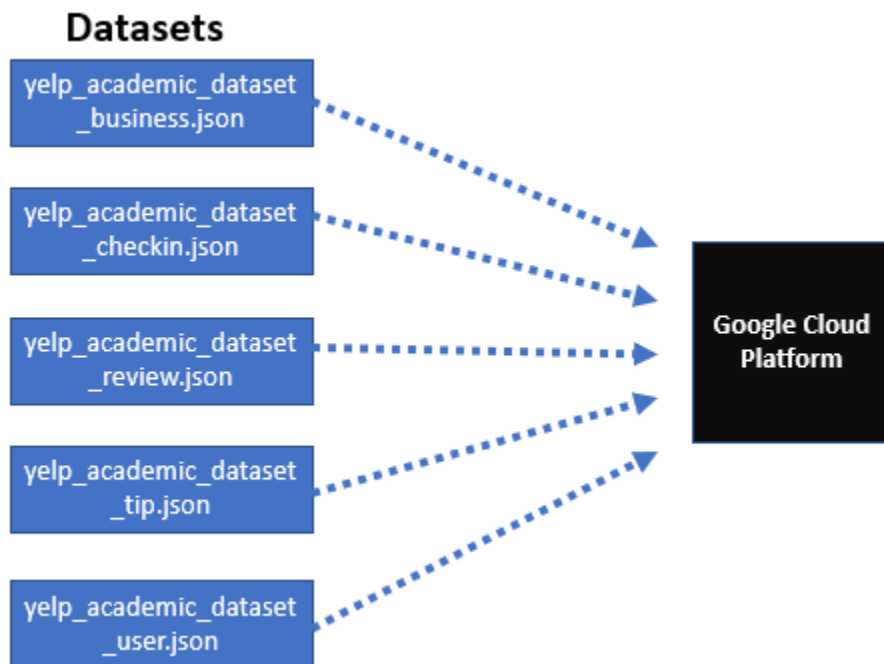 Datasets
yelp_academic_dataset
_business.json
yelp_academic_dataset
_checkin.json
yelp_academic_dataset
_review.json
yelp_academic_dataset
_tip.json
yelp_academic_dataset
_user.json
Google Cloud
Platform